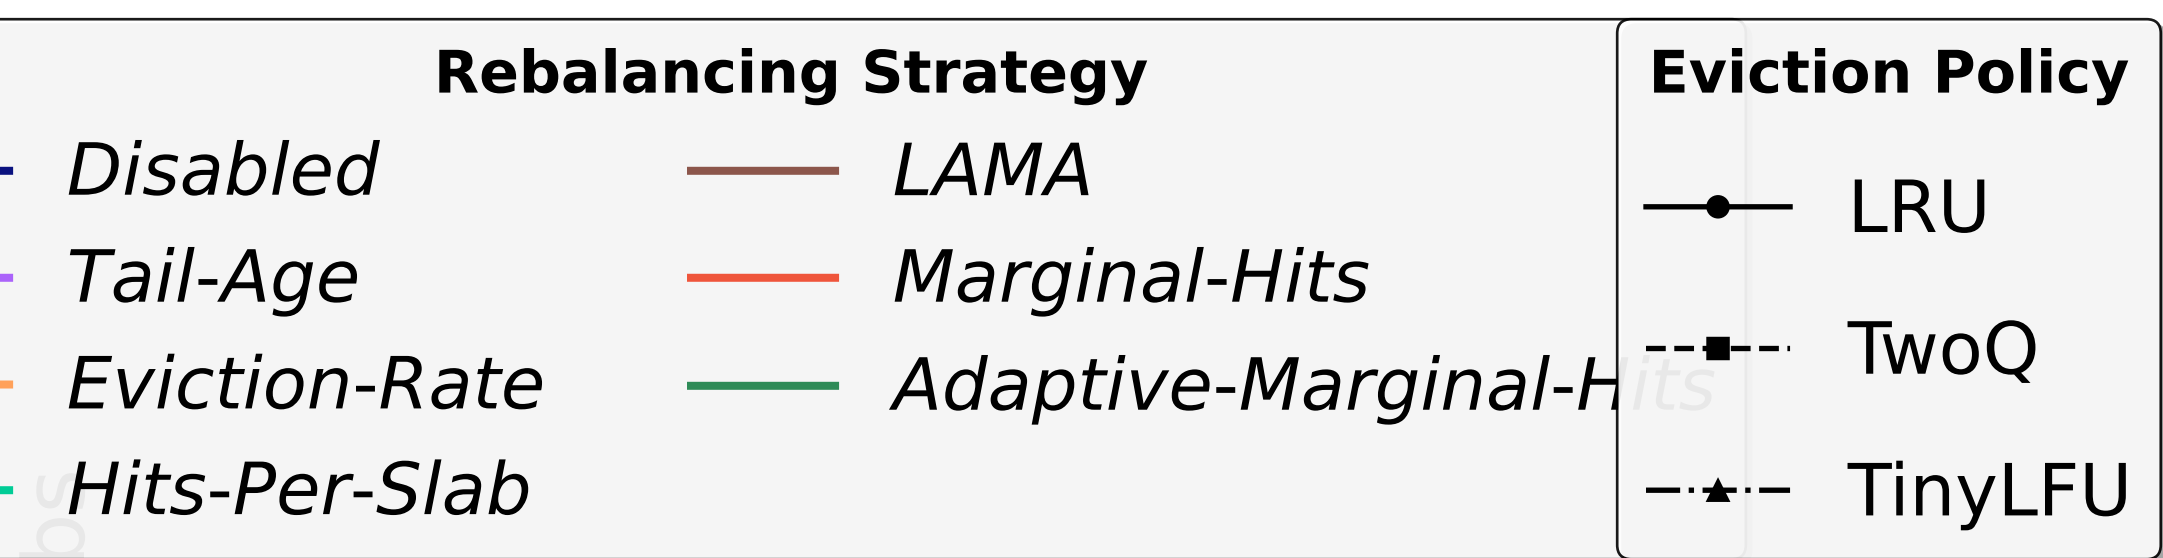 Rebalancing Strategy
Disabled
Tail-Age
Eviction-Rate
Hits-Per-Slab
LAMA
Marginal-Hits
Adaptive-Marginal-Hits
Eviction Policy
LRU
TwoQ
TinyLFU